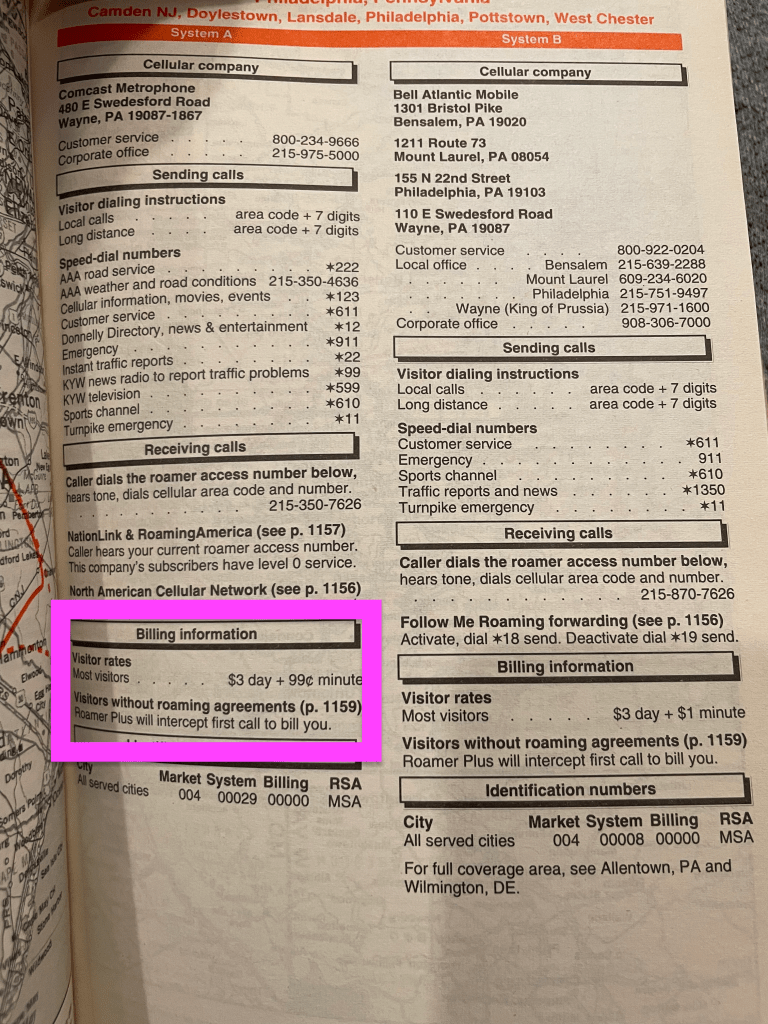 Philadelphia, Pennsylvania
Camden NJ, Doylestown, Lansdale, Philadelphia, Pottstown, West Chester
System A
Cellular company
Comcast Metrophone
480 E Swedesford Road
Wayne, PA 19087-1867
Customer service . . . . 800-234-9666
Corporate office . . . . . 215-975-5000
Sending calls
Visitor dialing instructions
Local calls . . . . . area code + 7 digits
Long distance . . . . area code + 7 digits
Speed-dial numbers
AAA road service . . . . . . . . ✶222
AAA weather and road conditions 215-350-4636
Cellular information, movies, events . . ✶123
Customer service . . . . . . . . ✶611
Donnelly Directory, news & entertainment ✶12
Emergency . . . . . . . . . ✶911
Instant traffic reports . . . . . . . ✶22
KYW news radio to report traffic problems ✶99
KYW television . . . . . . . . ✶599
Sports channel . . . . . . . . ✶610
Turnpike emergency . . . . . . . ✶11
Receiving calls
Caller dials the roamer access number below,
hears tone, dials cellular area code and number.
. . . . . . . . . . 215-350-7626
NationLink & RoamingAmerica (see p. 1157)
Caller hears your current roamer access number.
This company's subscribers have level 0 service.
North American Cellular Network (see p. 1156)
Billing information
Visitor rates
Most visitors . . . . . $3 day + 99¢ minute
Visitors without roaming agreements (p. 1159)
Roamer Plus will intercept first call to bill you.
City Market System Billing RSA
All served cities 004 00029 00000 MSA
System B
Cellular company
Bell Atlantic Mobile
1301 Bristol Pike
Bensalem, PA 19020
1211 Route 73
Mount Laurel, PA 08054
155 N 22nd Street
Philadelphia, PA 19103
110 E Swedesford Road
Wayne, PA 19087
Customer service . . . . 800-922-0204
Local office . . . . Bensalem 215-639-2288
. . . . . . Mount Laurel 609-234-6020
. . . . . . Philadelphia 215-751-9497
. . Wayne (King of Prussia) 215-971-1600
Corporate office . . . . . 908-306-7000
Sending calls
Visitor dialing instructions
Local calls . . . . . area code + 7 digits
Long distance . . . . . area code + 7 digits
Speed-dial numbers
Customer service . . . . . . . ✶611
Emergency . . . . . . . . . 911
Sports channel . . . . . . . . ✶610
Traffic reports and news . . . . . . ✶1350
Turnpike emergency . . . . . . . ✶11
Receiving calls
Caller dials the roamer access number below,
hears tone, dials cellular area code and number.
. . . . . . . . . . 215-870-7626
Follow Me Roaming forwarding (see p. 1156)
Activate, dial ✶18 send. Deactivate dial ✶19 send.
Billing information
Visitor rates
Most visitors . . . . . $3 day + $1 minute
Visitors without roaming agreements (p. 1159)
Roamer Plus will intercept first call to bill you.
Identification numbers
City Market System Billing RSA
All served cities 004 00008 00000 MSA
For full coverage area, see Allentown, PA and
Wilmington, DE.